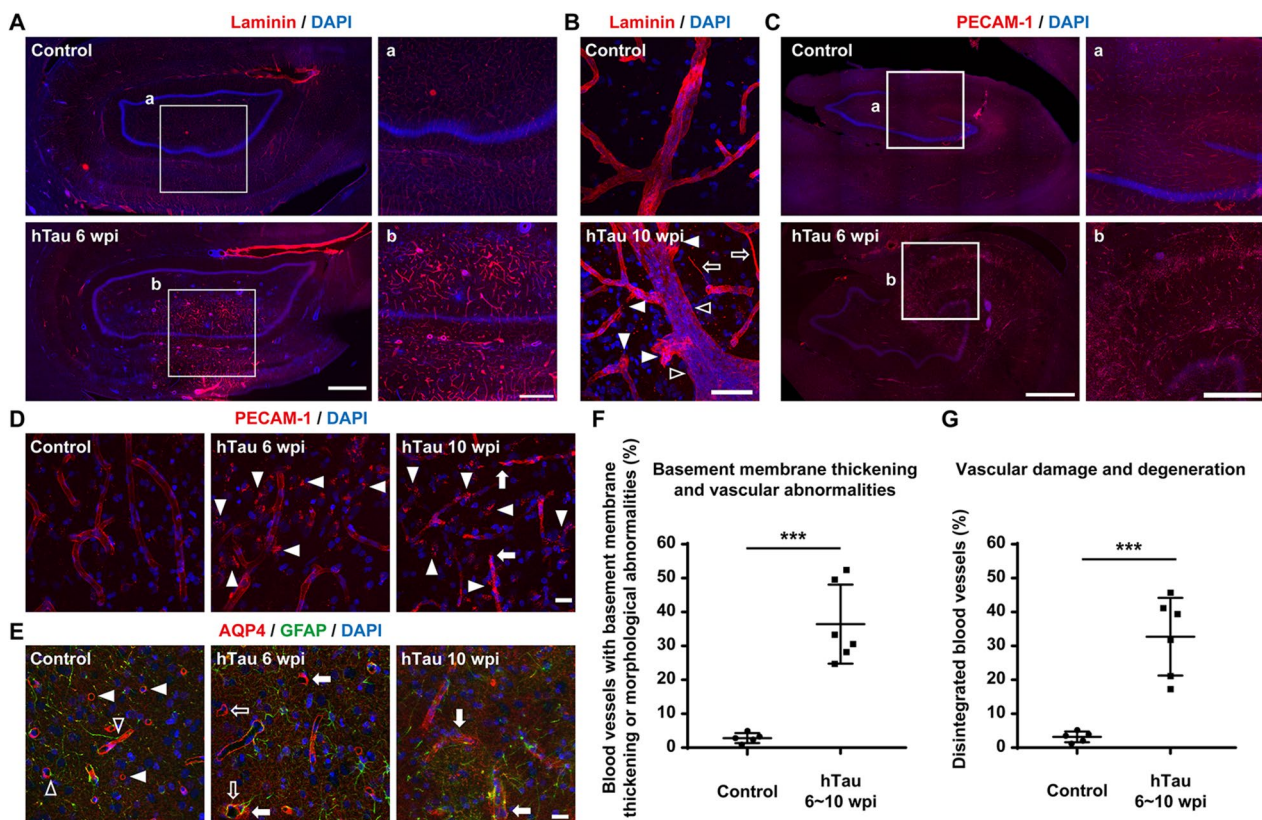 A
Laminin / DAPI
Control
a
a
hTau 6 wpi
b
b
B
Laminin / DAPI
Control
hTau 10 wpi
C
PECAM-1 / DAPI
Control
a
a
hTau 6 wpi
b
b
D
PECAM-1 / DAPI
Control
hTau 6 wpi
hTau 10 wpi
E
AQP4 / GFAP / DAPI
Control
hTau 6 wpi
hTau 10 wpi
F
Basement membrane thickening
and vascular abnormalities
Blood vessels with basement membrane
thickening or morphological abnormalities (%)
60
50
40
30
20
10
0
***
Control
hTau
6~10 wpi
G
Vascular damage and degeneration
Disintegrated blood vessels (%)
60
50
40
30
20
10
0
***
Control
hTau
6~10 wpi